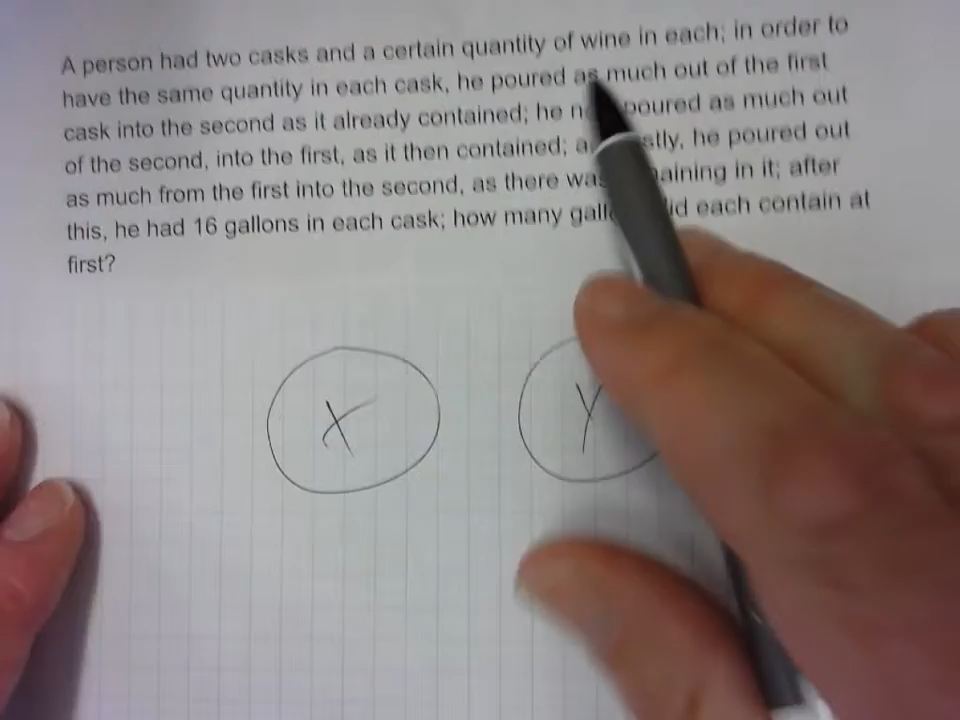 A person had two casks and a certain quantity of wine in each; in order to
have the same quantity in each cask, he poured as much out of the first
cask into the second as it already contained; he poured as much out
of the second, into the first, as it then contained; he poured out
as much from the first into the second, as there was in it; after
this, he had 16 gallons in each cask; how many each contain at
first?
X Y